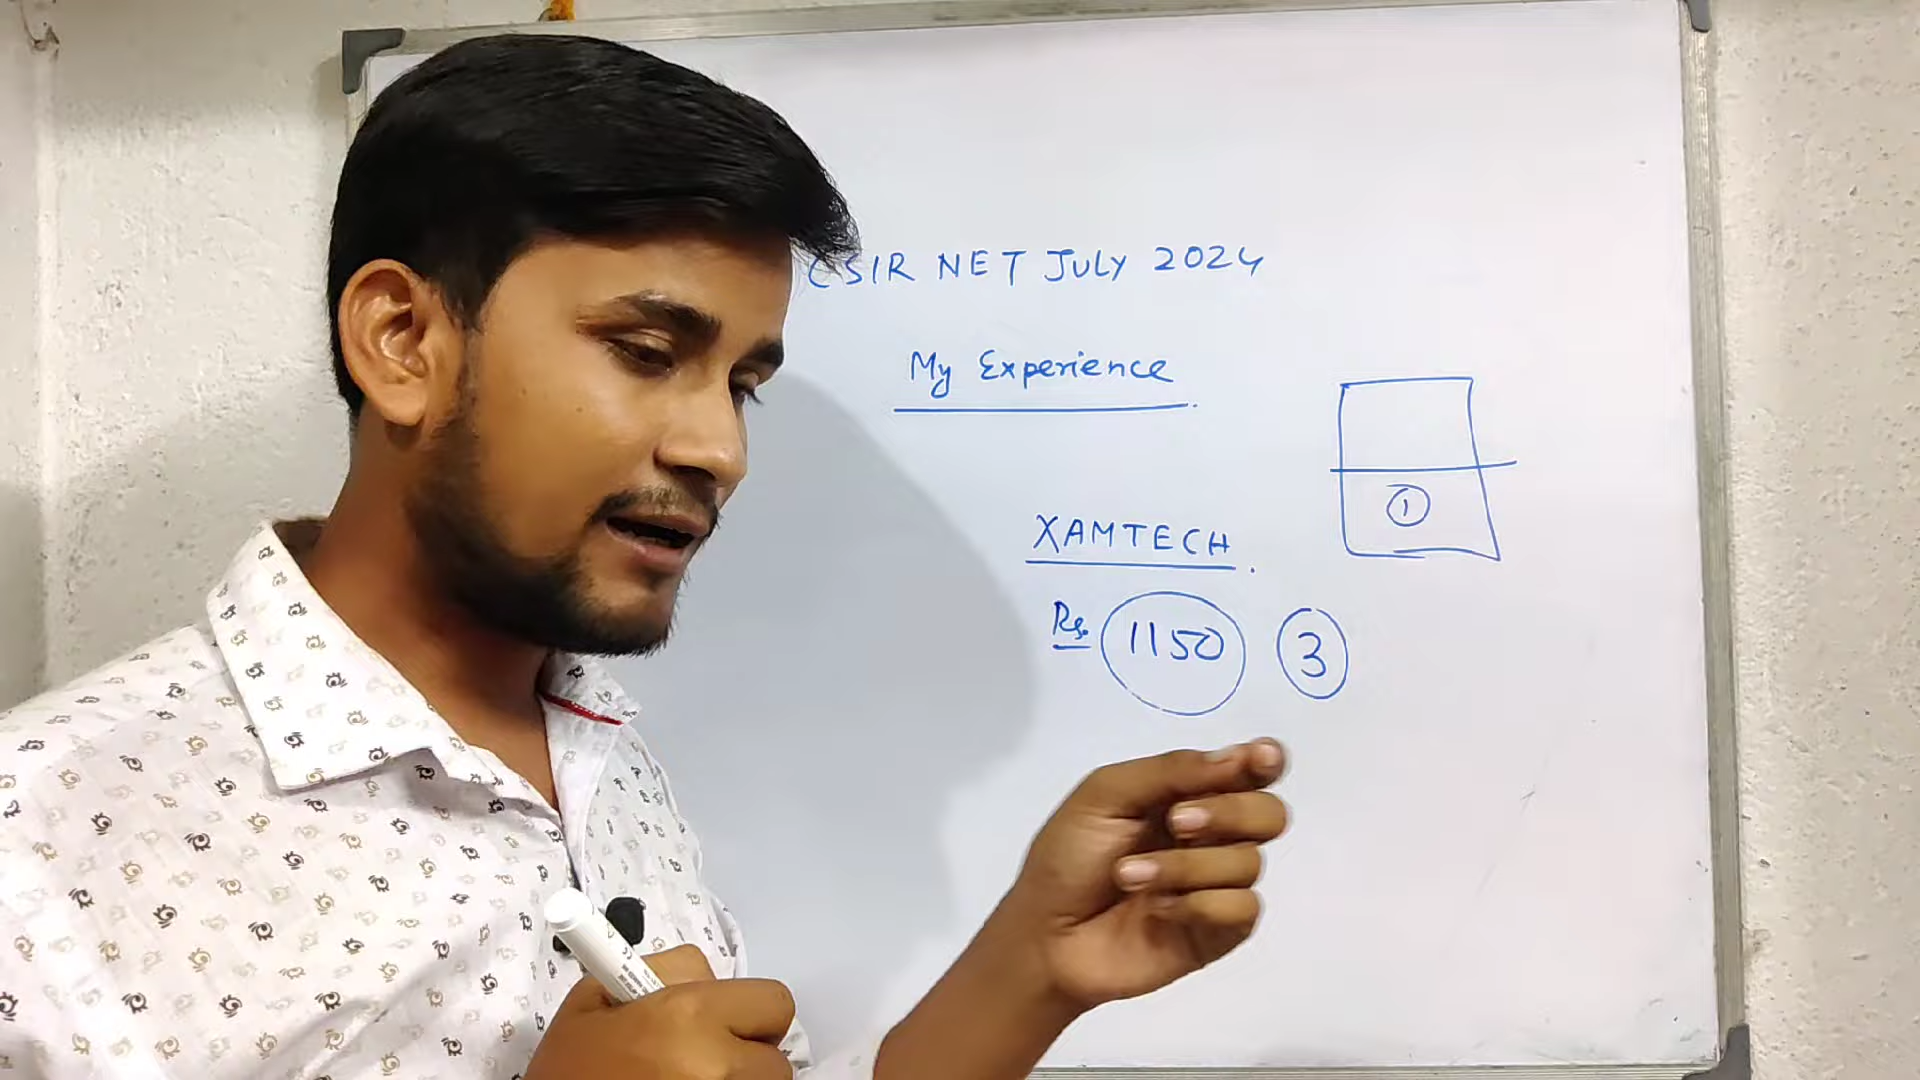 CSIR NET JULY 2024
My Experience
XAMTECH.
①
Rs. 1150 3